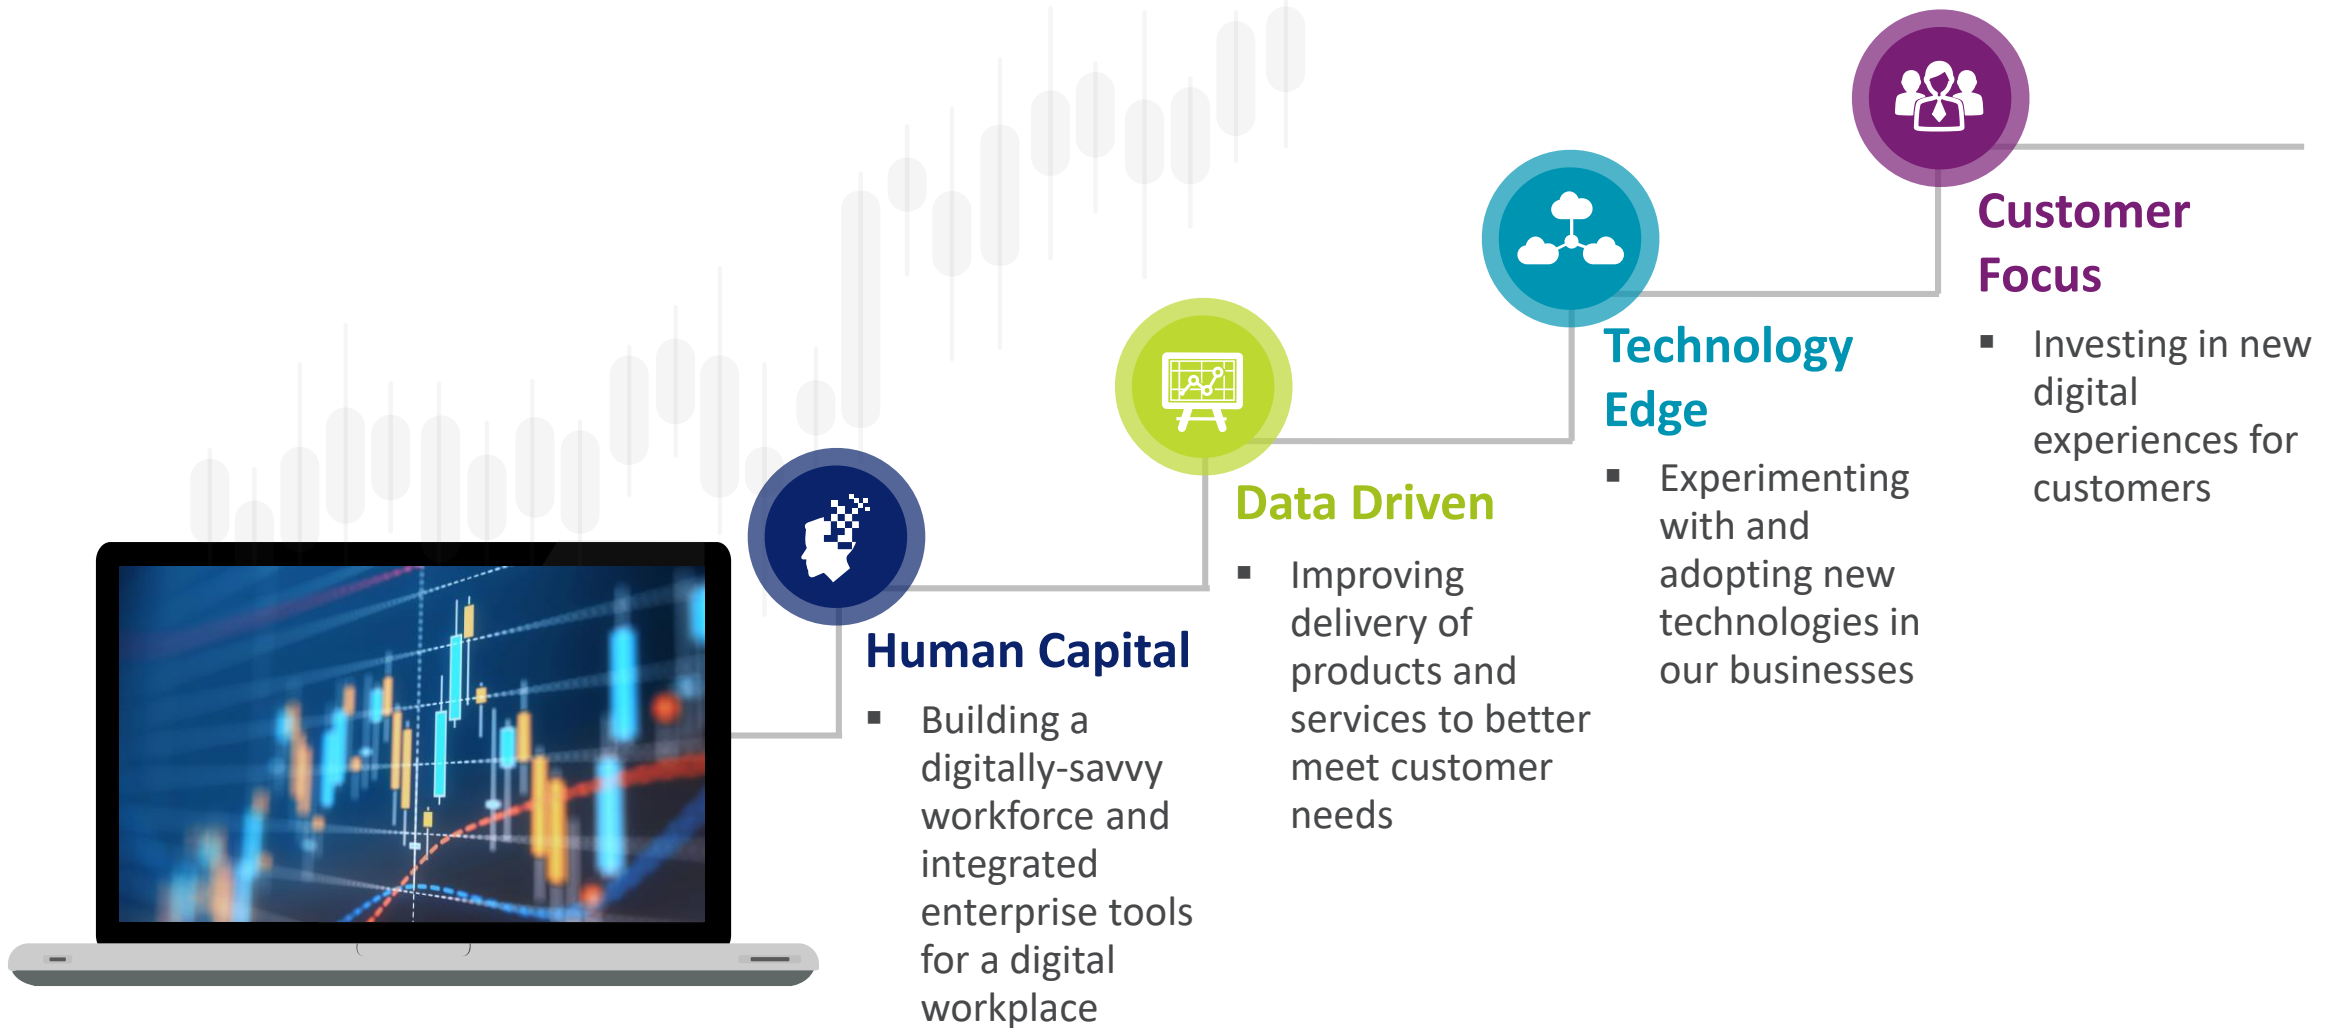 Human Capital
▪ Building a
digitally-savvy
workforce and
integrated
enterprise tools
for a digital
workplace
Data Driven
▪ Improving
delivery of
products and
services to better
meet customer
needs
Technology
Edge
▪ Experimenting
with and
adopting new
technologies in
our businesses
Customer
Focus
▪ Investing in new
digital
experiences for
customers